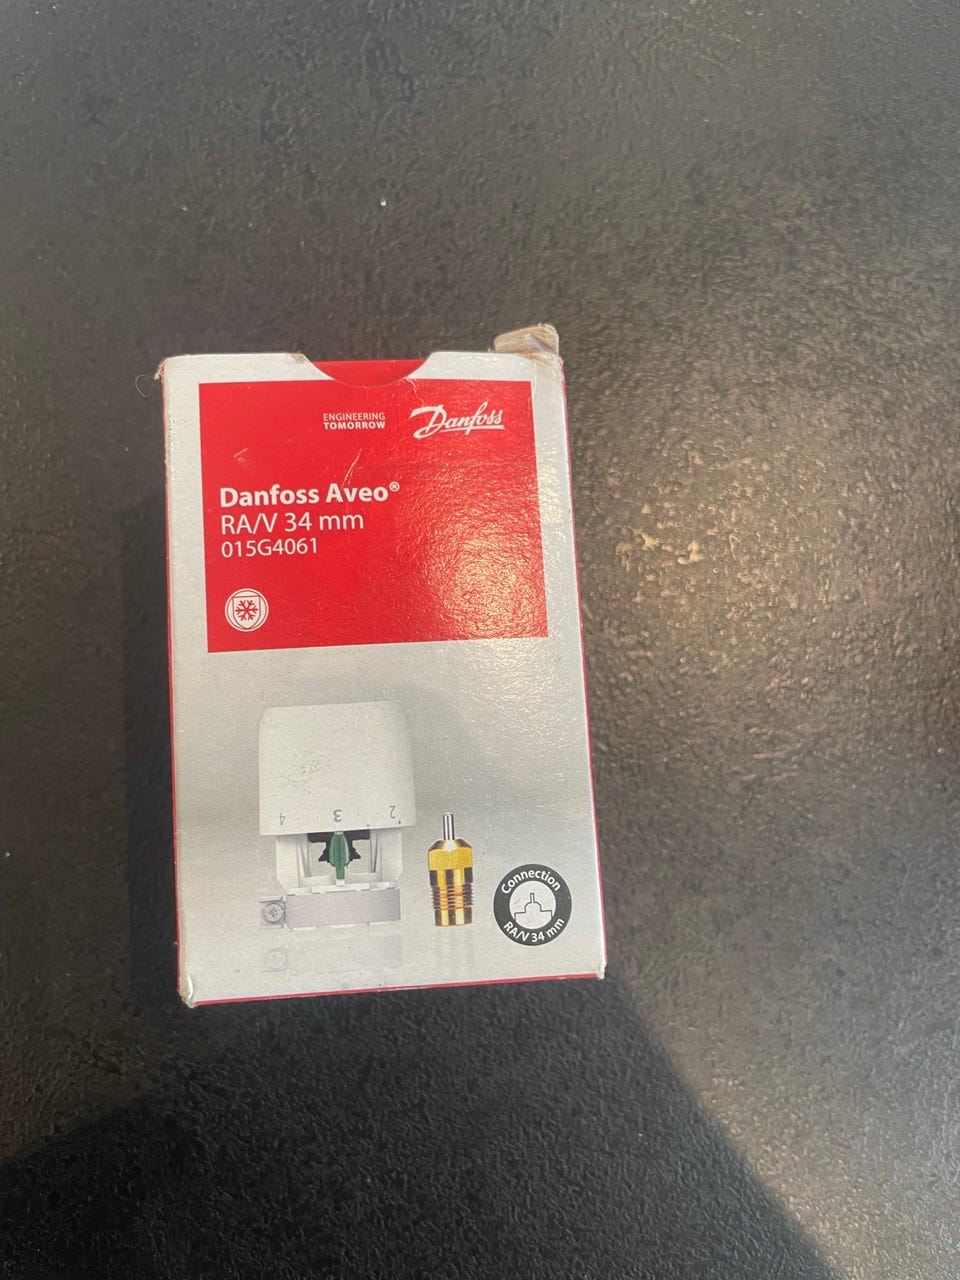 ENGINEERING
TOMORROW
Danfoss
Danfoss Aveo®
RA/V 34 mm
015G4061
4 3 2
Connection
RA/V 34 mm